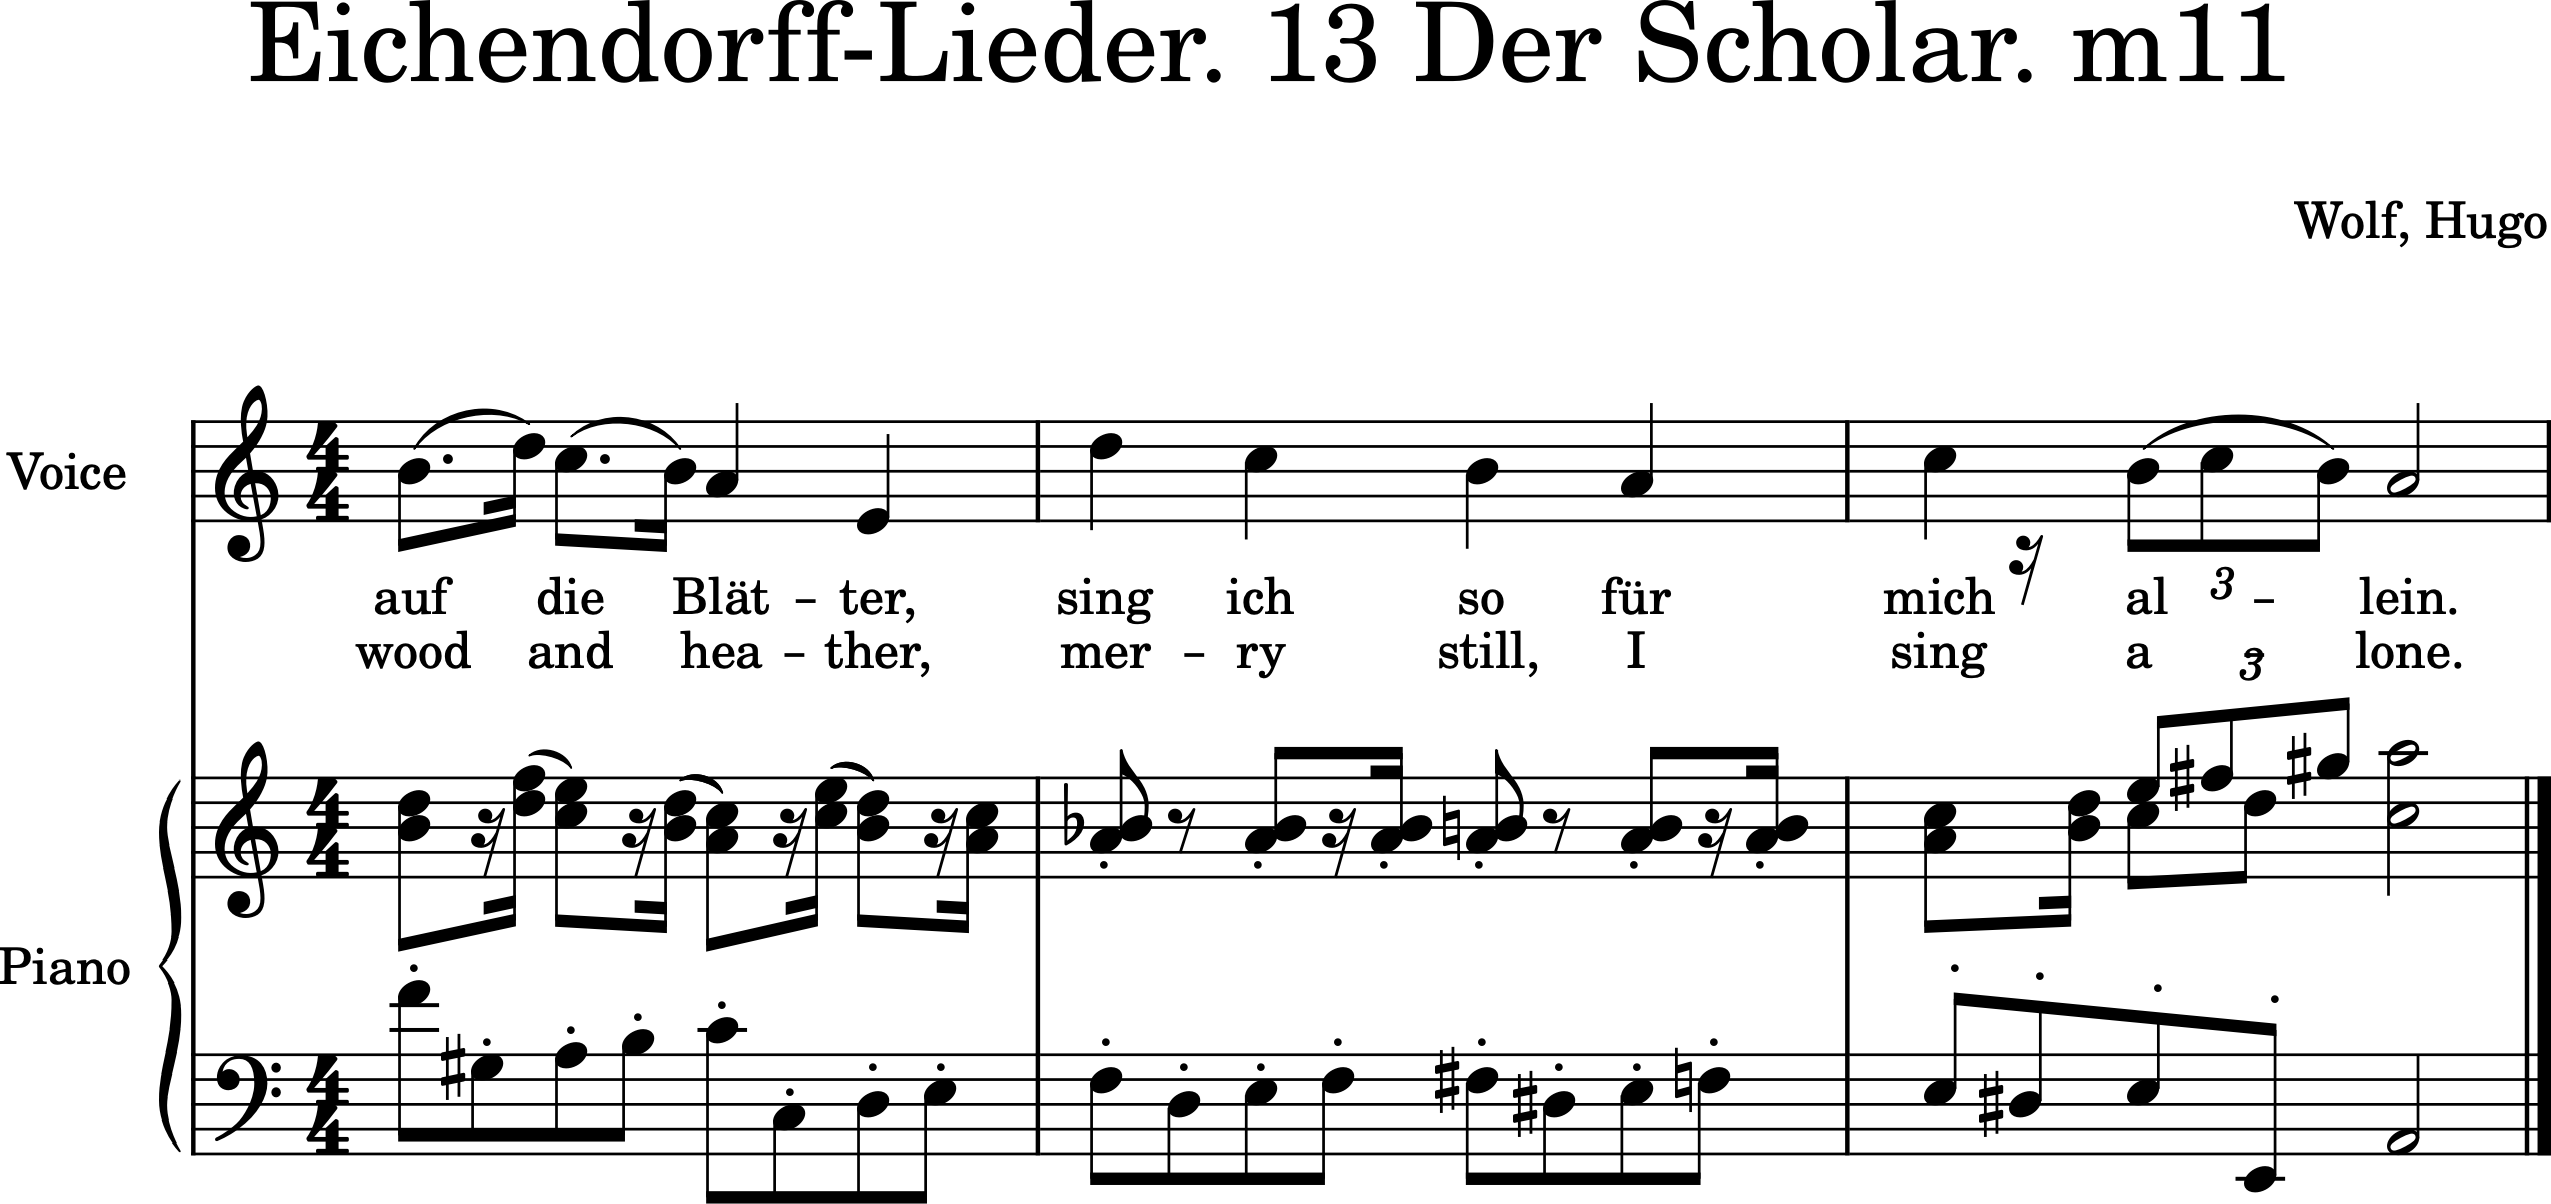 Eichendorff-Lieder. 13 Der Scholar. m11
Wolf, Hugo
Voice
auf die Blät - ter, sing ich so für mich al - lein.
wood and hea - ther, mer - ry still, I sing a - lone.
3
3
Piano